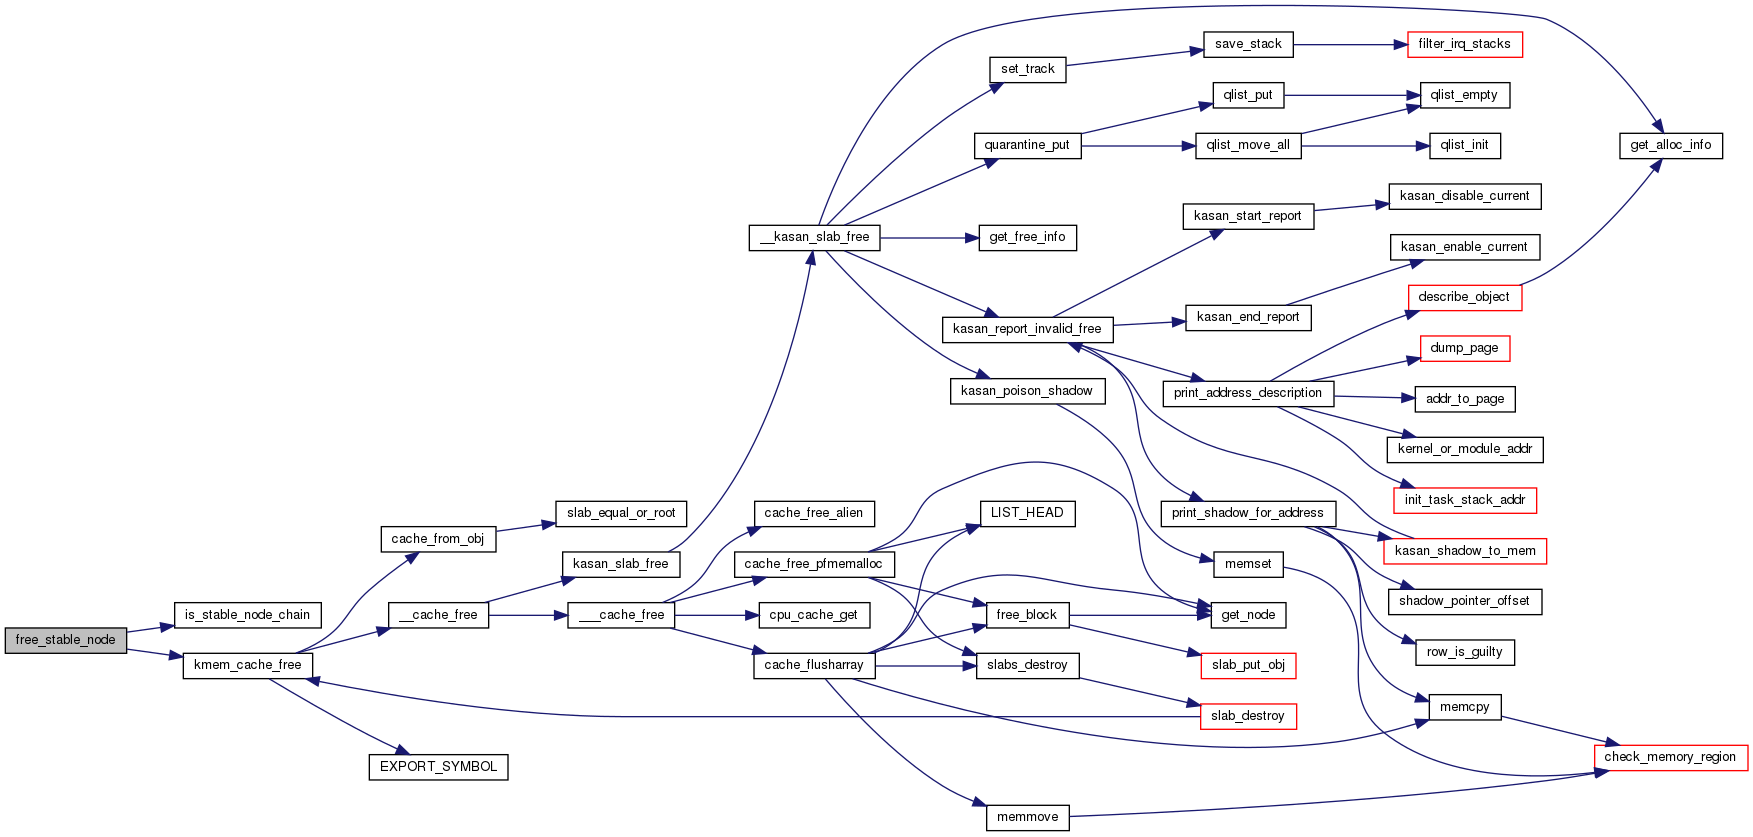 free_stable_node
is_stable_node_chain
kmem_cache_free
cache_from_obj
__cache_free
EXPORT_SYMBOL
slab_equal_or_root
kasan_slab_free
___cache_free
__kasan_slab_free
cache_free_alien
cache_free_pfmemalloc
cpu_cache_get
cache_flusharray
set_track
quarantine_put
get_free_info
kasan_report_invalid_free
kasan_poison_shadow
LIST_HEAD
free_block
slabs_destroy
memmove
save_stack
qlist_put
qlist_move_all
kasan_start_report
kasan_end_report
print_address_description
print_shadow_for_address
memset
get_node
slab_put_obj
slab_destroy
filter_irq_stacks
qlist_empty
qlist_init
kasan_disable_current
kasan_enable_current
describe_object
dump_page
addr_to_page
kernel_or_module_addr
init_task_stack_addr
kasan_shadow_to_mem
shadow_pointer_offset
row_is_guilty
memcpy
get_alloc_info
check_memory_region